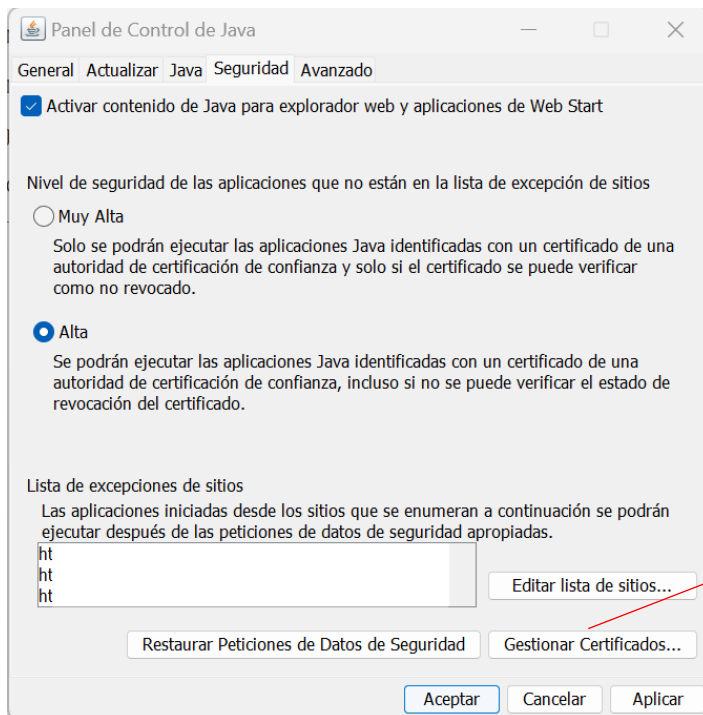 Panel de Control de Java
General Actualizar Java Seguridad Avanzado
Activar contenido de Java para explorador web y aplicaciones de Web Start
Nivel de seguridad de las aplicaciones que no están en la lista de excepción de sitios
Muy Alta
Solo se podrán ejecutar las aplicaciones Java identificadas con un certificado de una
autoridad de certificación de confianza y solo si el certificado se puede verificar
como no revocado.
Alta
Se podrán ejecutar las aplicaciones Java identificadas con un certificado de una
autoridad de certificación de confianza, incluso si no se puede verificar el estado de
revocación del certificado.
Lista de excepciones de sitios
Las aplicaciones iniciadas desde los sitios que se enumeran a continuación se podrán
ejecutar después de las peticiones de datos de seguridad apropiadas.
ht
ht
ht
Editar lista de sitios...
Restaurar Peticiones de Datos de Seguridad Gestionar Certificados...
Aceptar Cancelar Aplicar